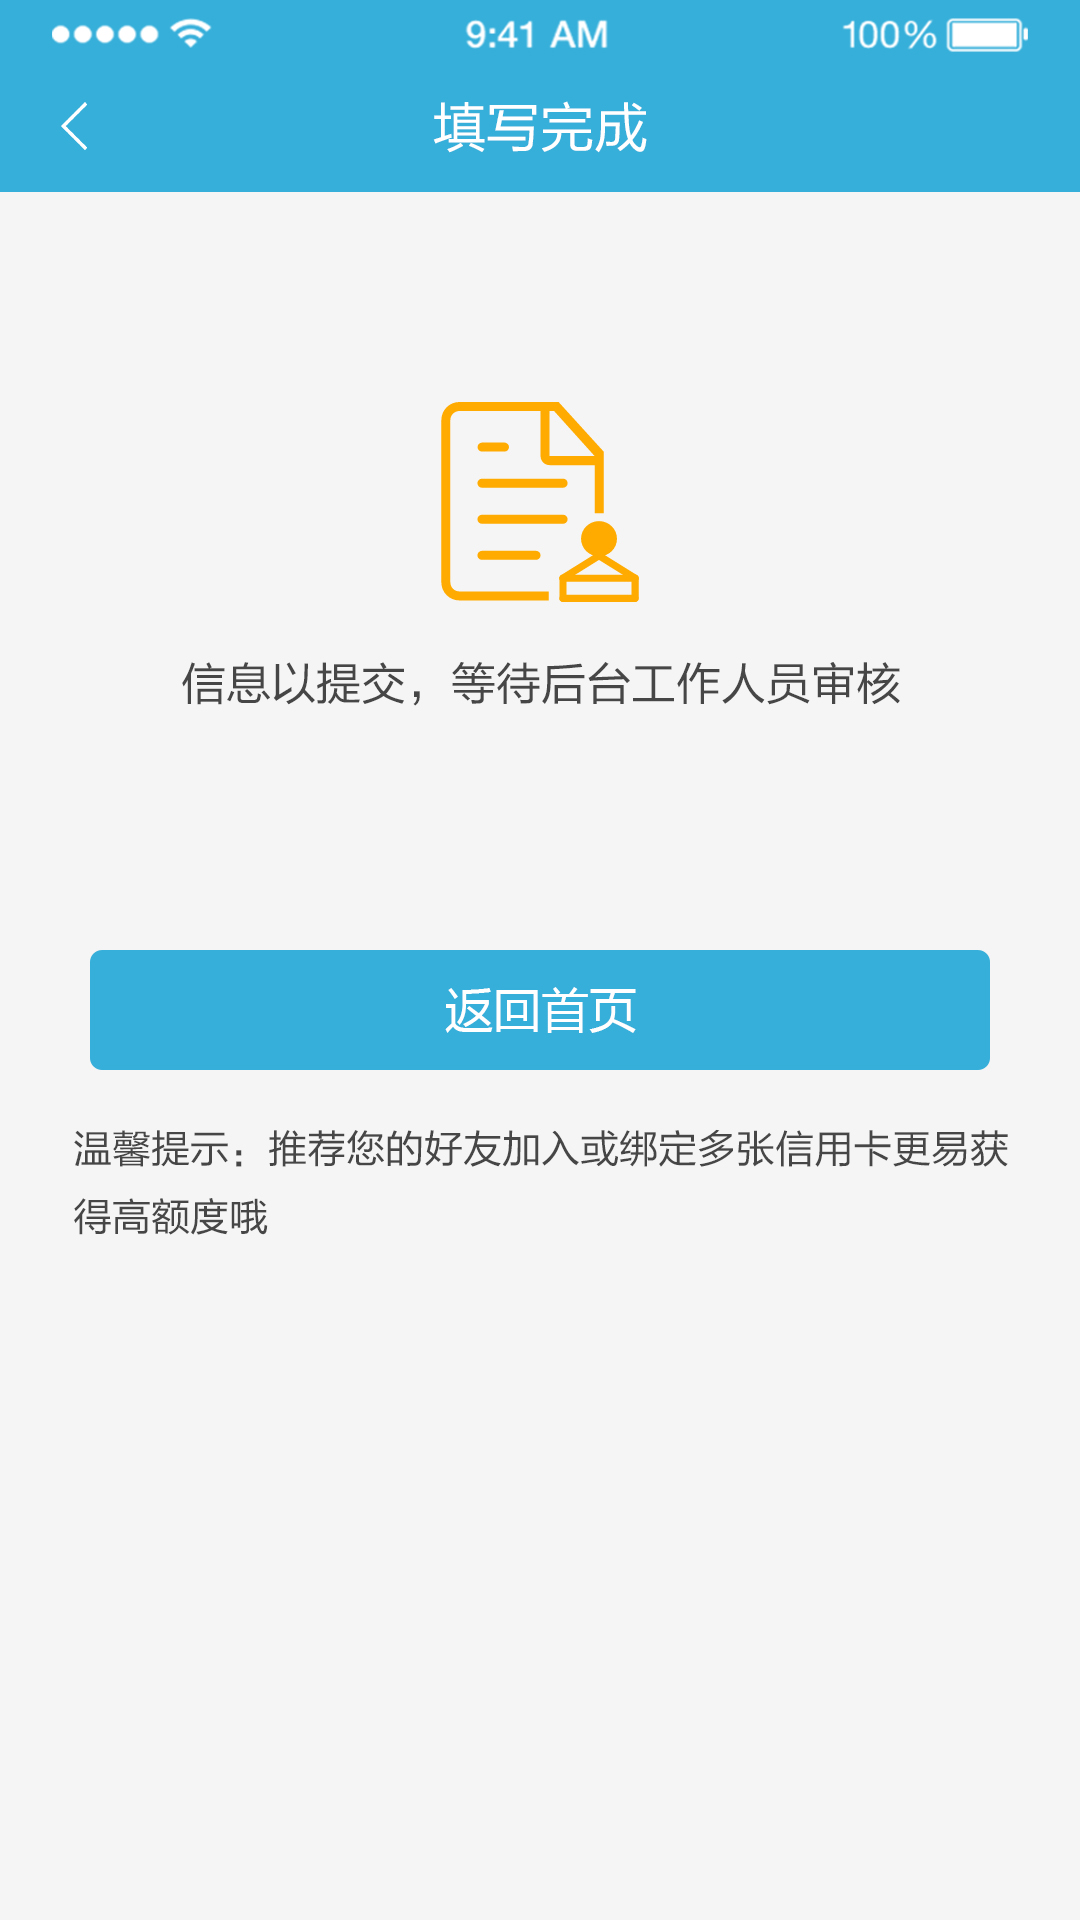 9:41 AM
100%
填写完成
信息以提交，等待后台工作人员审核
返回首页
温馨提示：推荐您的好友加入或绑定多张信用卡更易获
得高额度哦